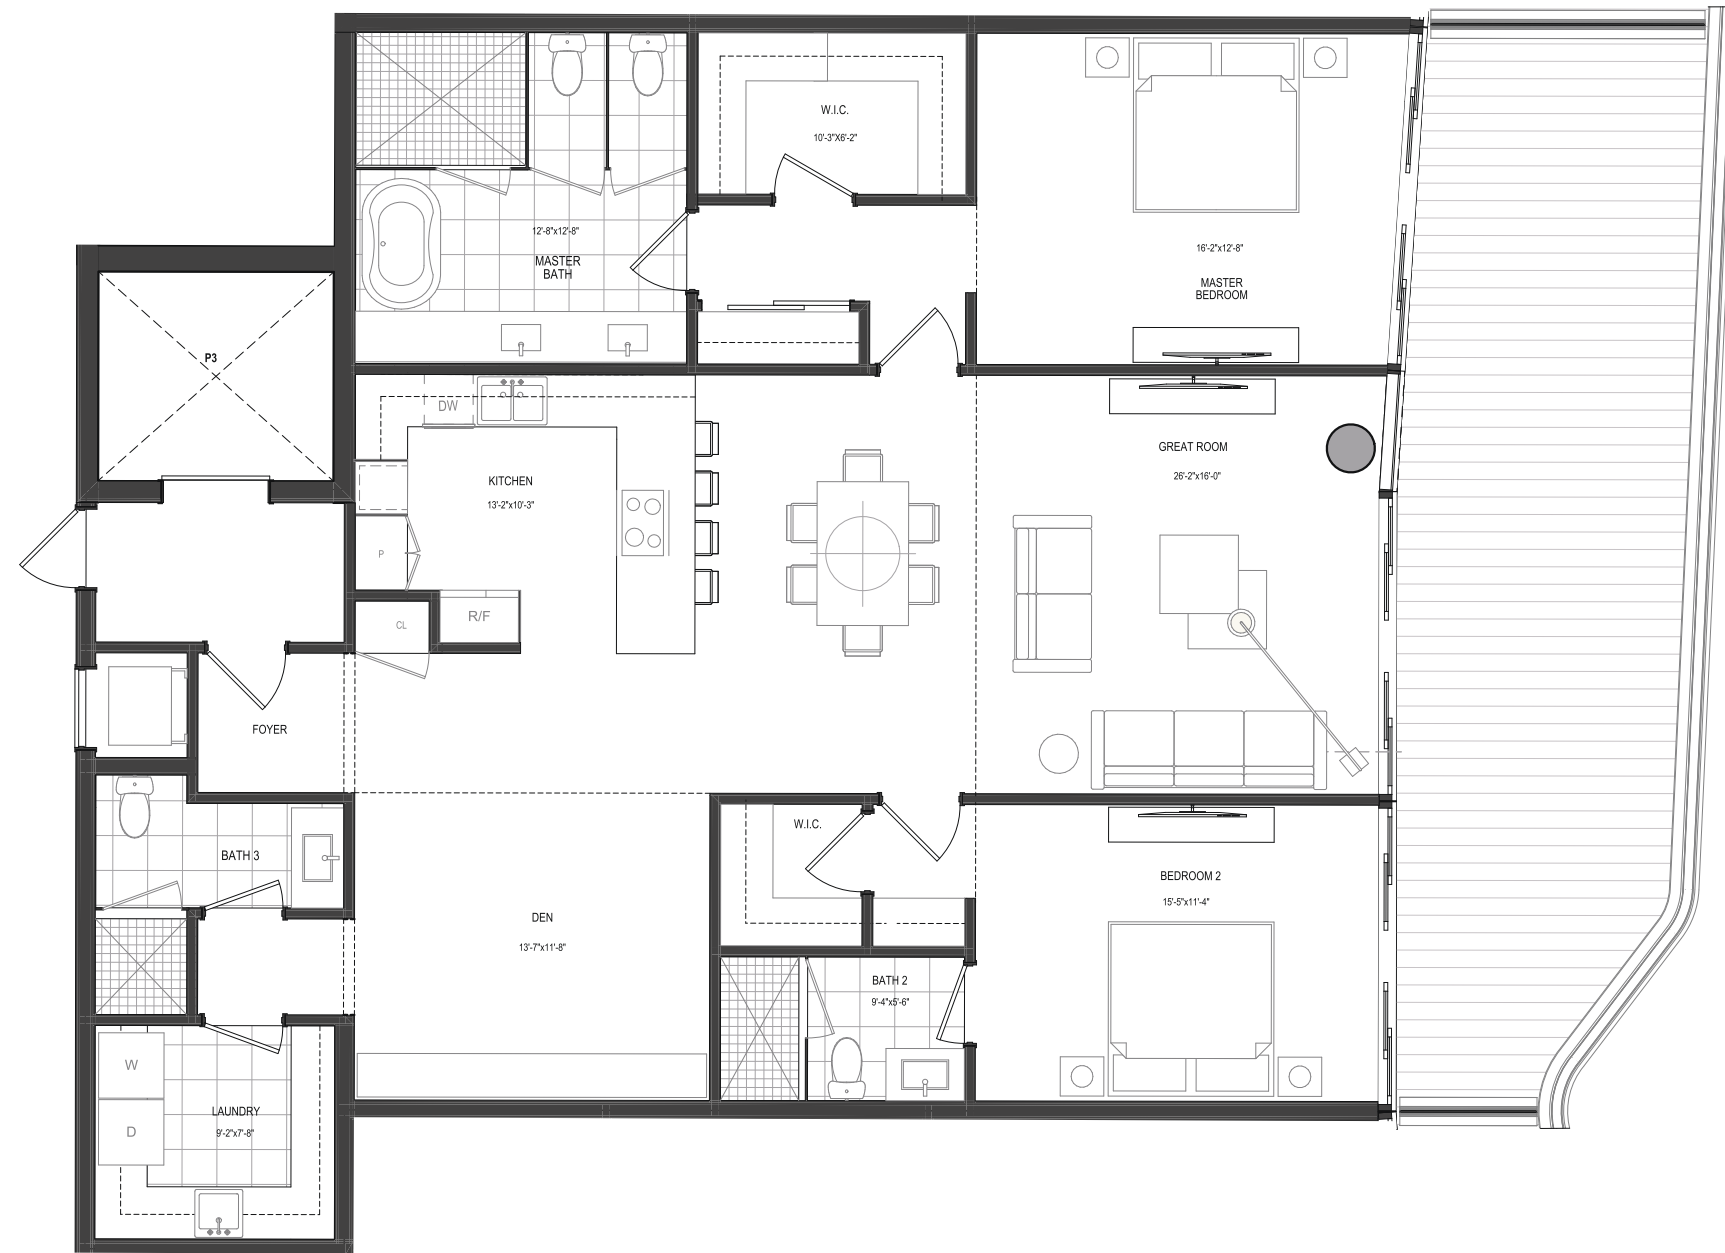 W.I.C.
10'-3"X6'-2"
12'-8"x12'-8"
MASTER
BATH
16'-2"x12'-8"
MASTER
BEDROOM
P3
DW
KITCHEN
13'-2"x10'-3"
GREAT ROOM
26'-2"x16'-0"
P
CL
R/F
FOYER
W.I.C.
BATH 3
BEDROOM 2
15'-5"x11'-4"
DEN
13'-7"x11'-8"
BATH 2
9'-4"x5'-6"
W
D
LAUNDRY
9'-2"x7'-8"